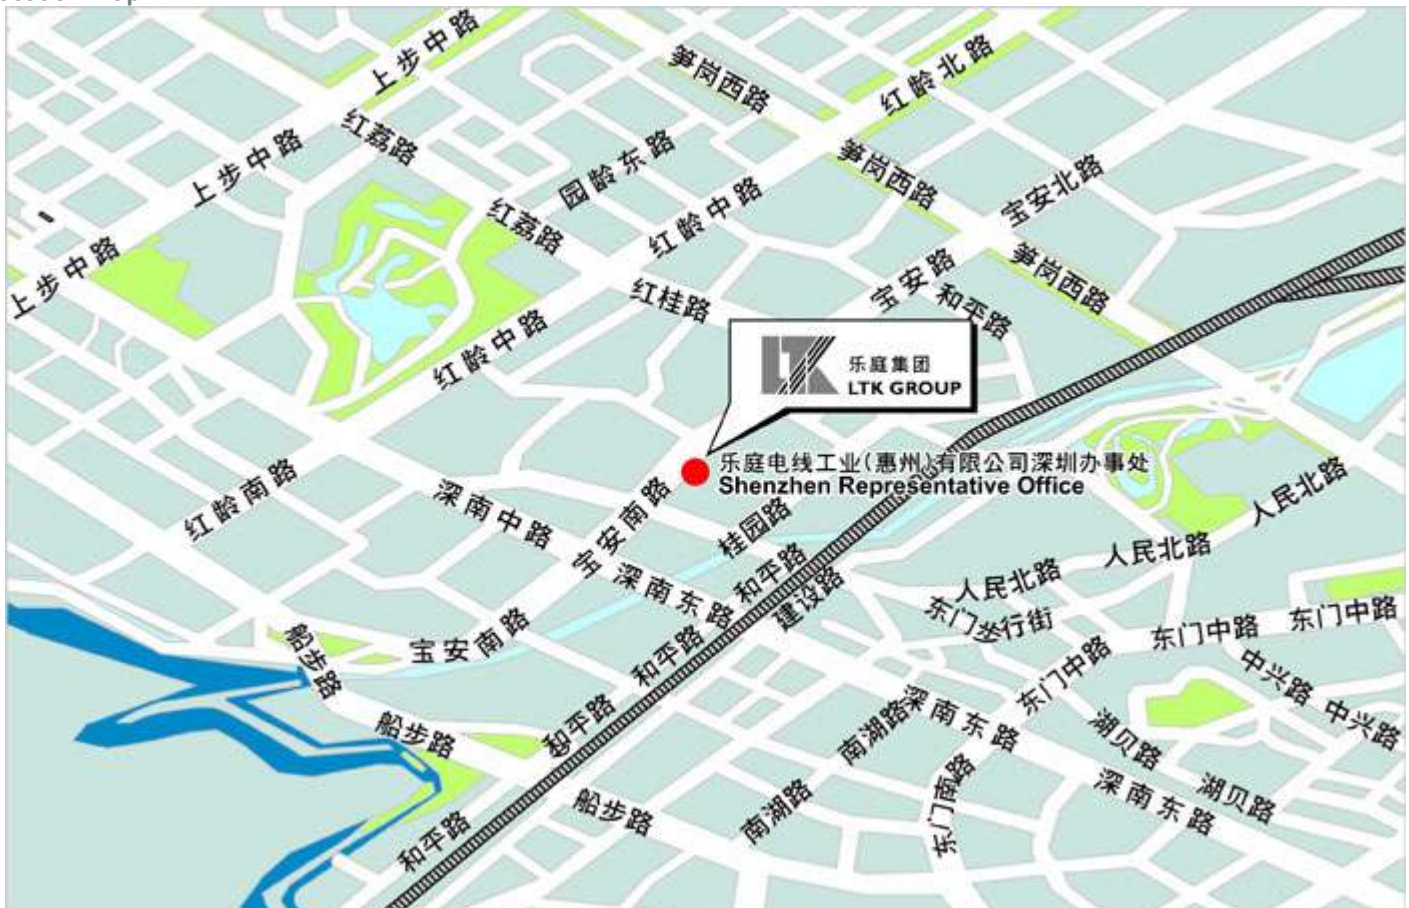 上步中路
笋岗西路
红龄北路
红荔路
上步中路
园龄东路
笋岗西路
宝安北路
红荔路
红龄中路
上步中路
宝安路
笋岗西路
红桂路
和平路
红龄中路
LTK
乐庭集团
LTK GROUP
乐庭电线工业(惠州)有限公司深圳办事处
Shenzhen Representative Office
红龄南路
深南中路
宝安南路
桂园路
人民北路
人民北路
深南东路
和平路
建设路
人民北路
东门步行街
东门中路
东门中路
船步路
宝安南路
和平路
东门中路
中兴路
中兴路
船步路
和平路
南湖路
深南东路
湖贝路
船步路
南湖路
东门南路
深南东路
湖贝路
和平路